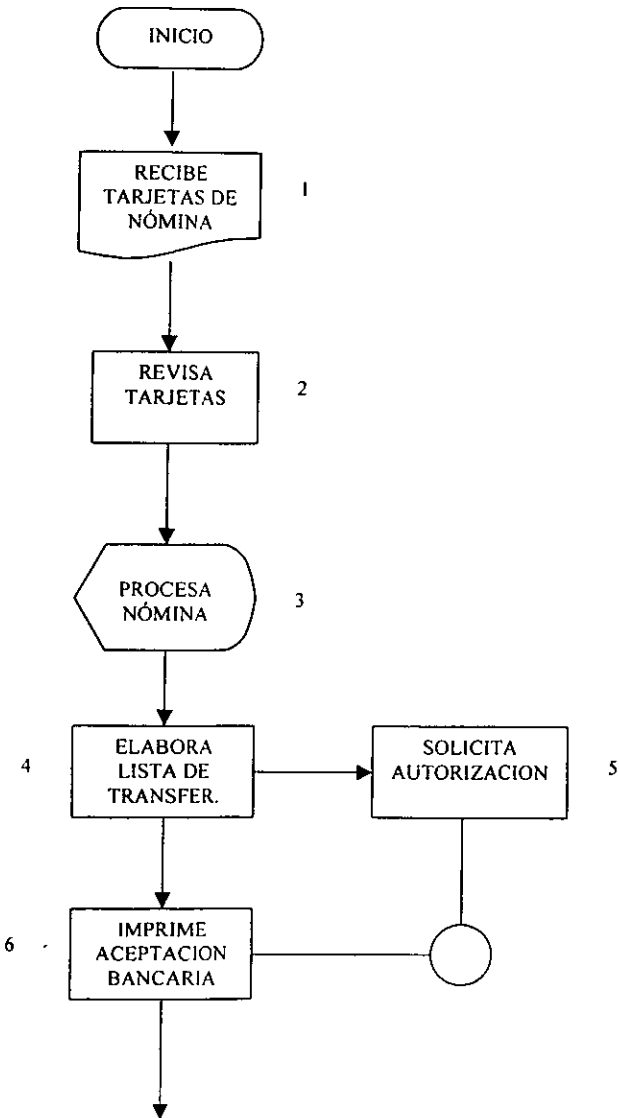 INICIO
RECIBE
TARJETAS DE
NÓMINA
1
REVISA
TARJETAS
2
PROCESA
NÓMINA
3
4
ELABORA
LISTA DE
TRANSFER.
SOLICITA
AUTORIZACION
5
6
IMPRIME
ACEPTACION
BANCARIA